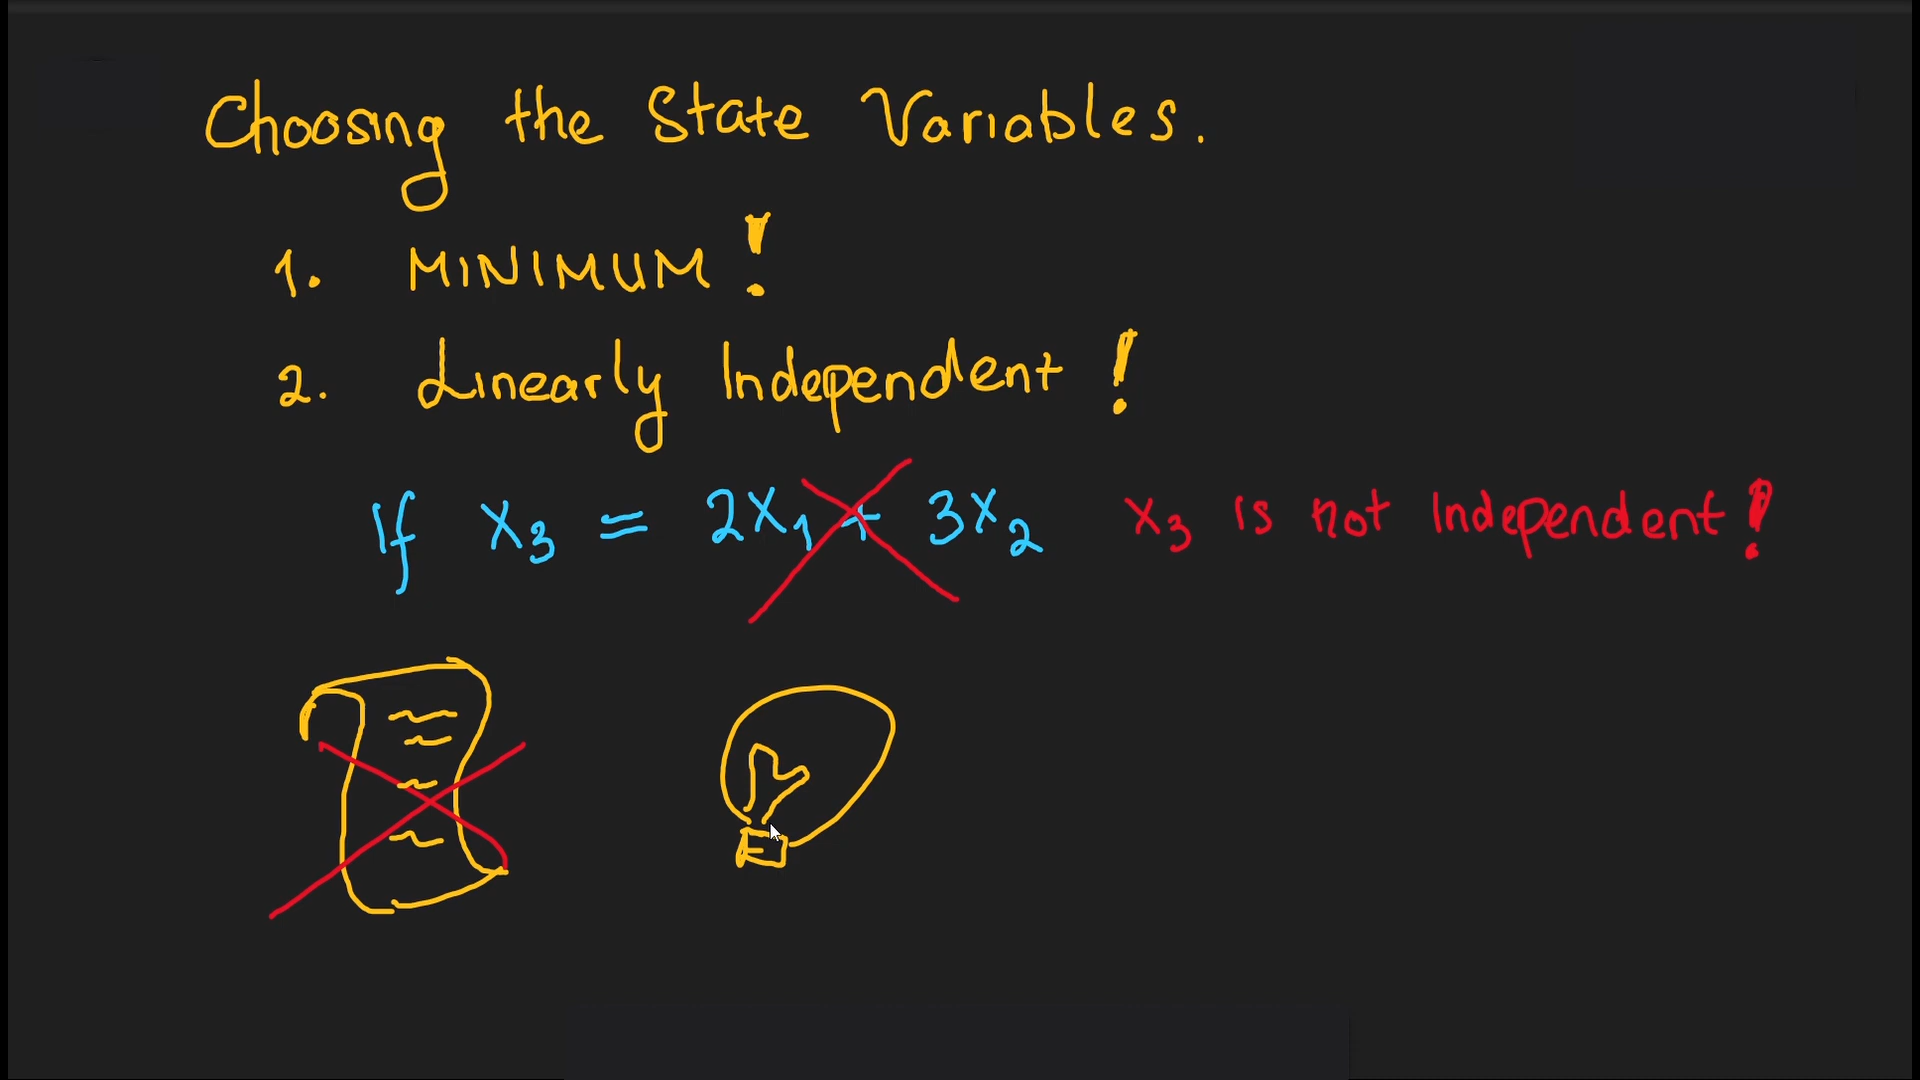 Choosing the State Variables.
1. MINIMUM!
2. Linearly Independent!
If x₃ = 2x₁ + 3x₂ x₃ is not Independent!